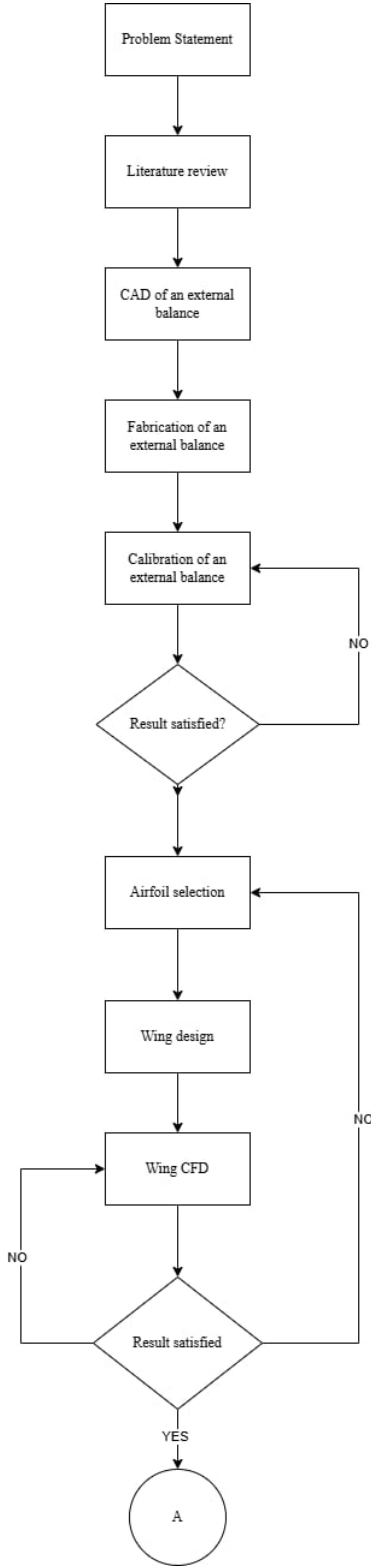 Problem Statement
Literature review
CAD of an external
balance
Fabrication of an
external balance
Calibration of an
external balance
NO
Result satisfied?
Airfoil selection
Wing design
NO
Wing CFD
NO
Result satisfied
YES
A